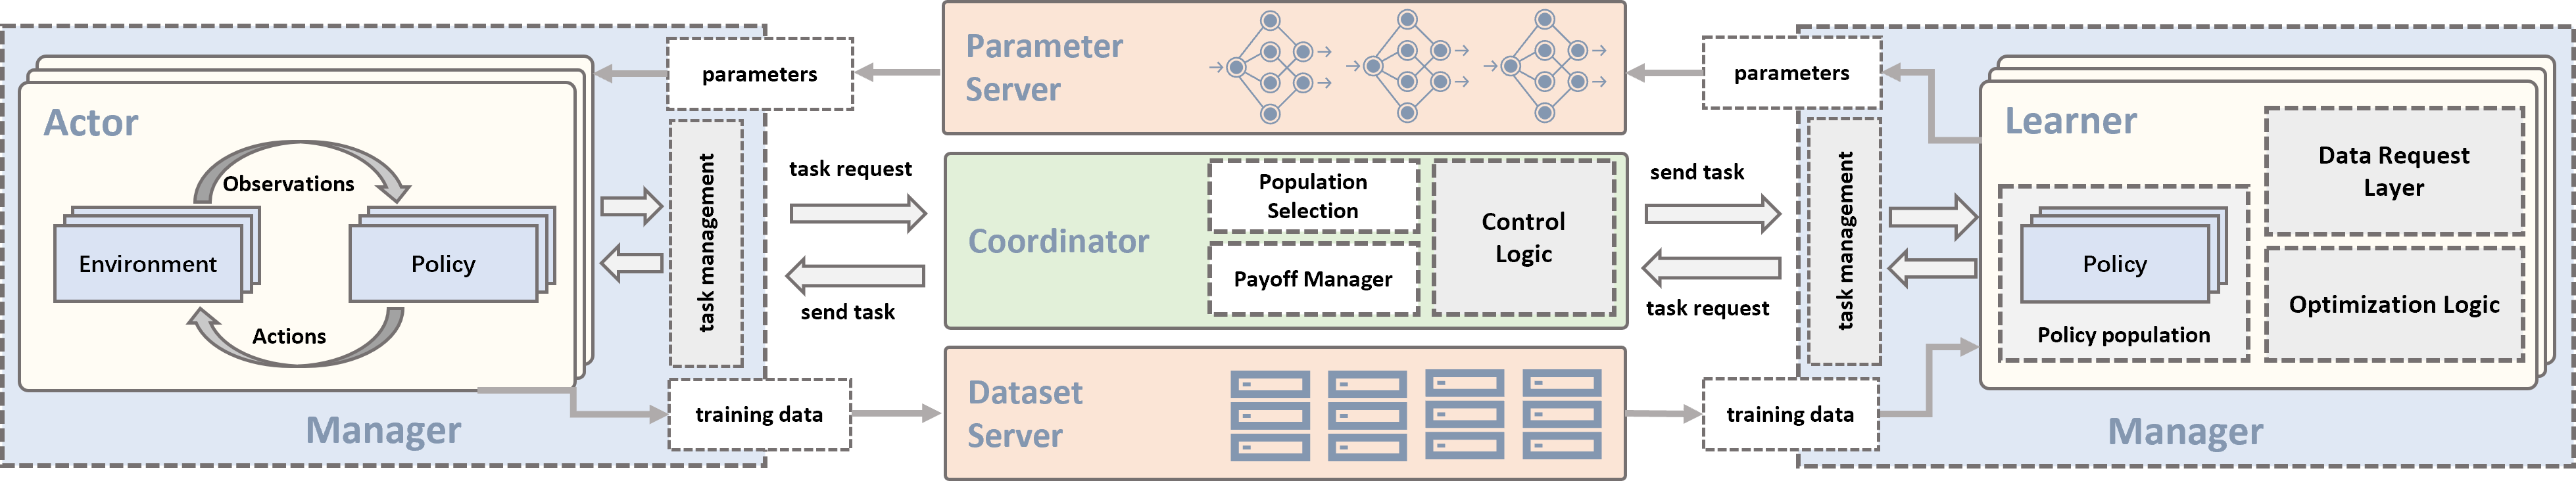 Actor
Observations
Environment
Policy
Actions
Manager
parameters
task management
training data
task request
send task
Parameter
Server
Coordinator
Population
Selection
Payoff Manager
Control
Logic
Dataset
Server
send task
task request
parameters
task management
training data
Learner
Data Request
Layer
Policy
Policy population
Optimization Logic
Manager